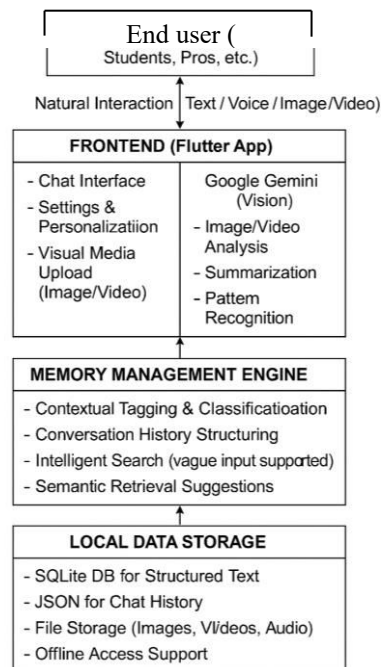 End user (
Students, Pros, etc.)
Natural Interaction Text / Voice / Image/Video)
FRONTEND (Flutter App)
- Chat Interface
- Settings &
Personalizatiion
- Visual Media
Upload
(Image/Video)
Google Gemini
(Vision)
- Image/Video
Analysis
- Summarization
- Pattem
Recognition
MEMORY MANAGEMENT ENGINE
- Contextual Tagging & Classificatioation
- Conversation History Structuring
- Intelligent Search (vague input supported)
- Semantic Retrieval Suggestions
LOCAL DATA STORAGE
- SQLite DB for Structured Text
- JSON for Chat History
- File Storage (Images, VI/deos, Audio)
- Offline Access Support